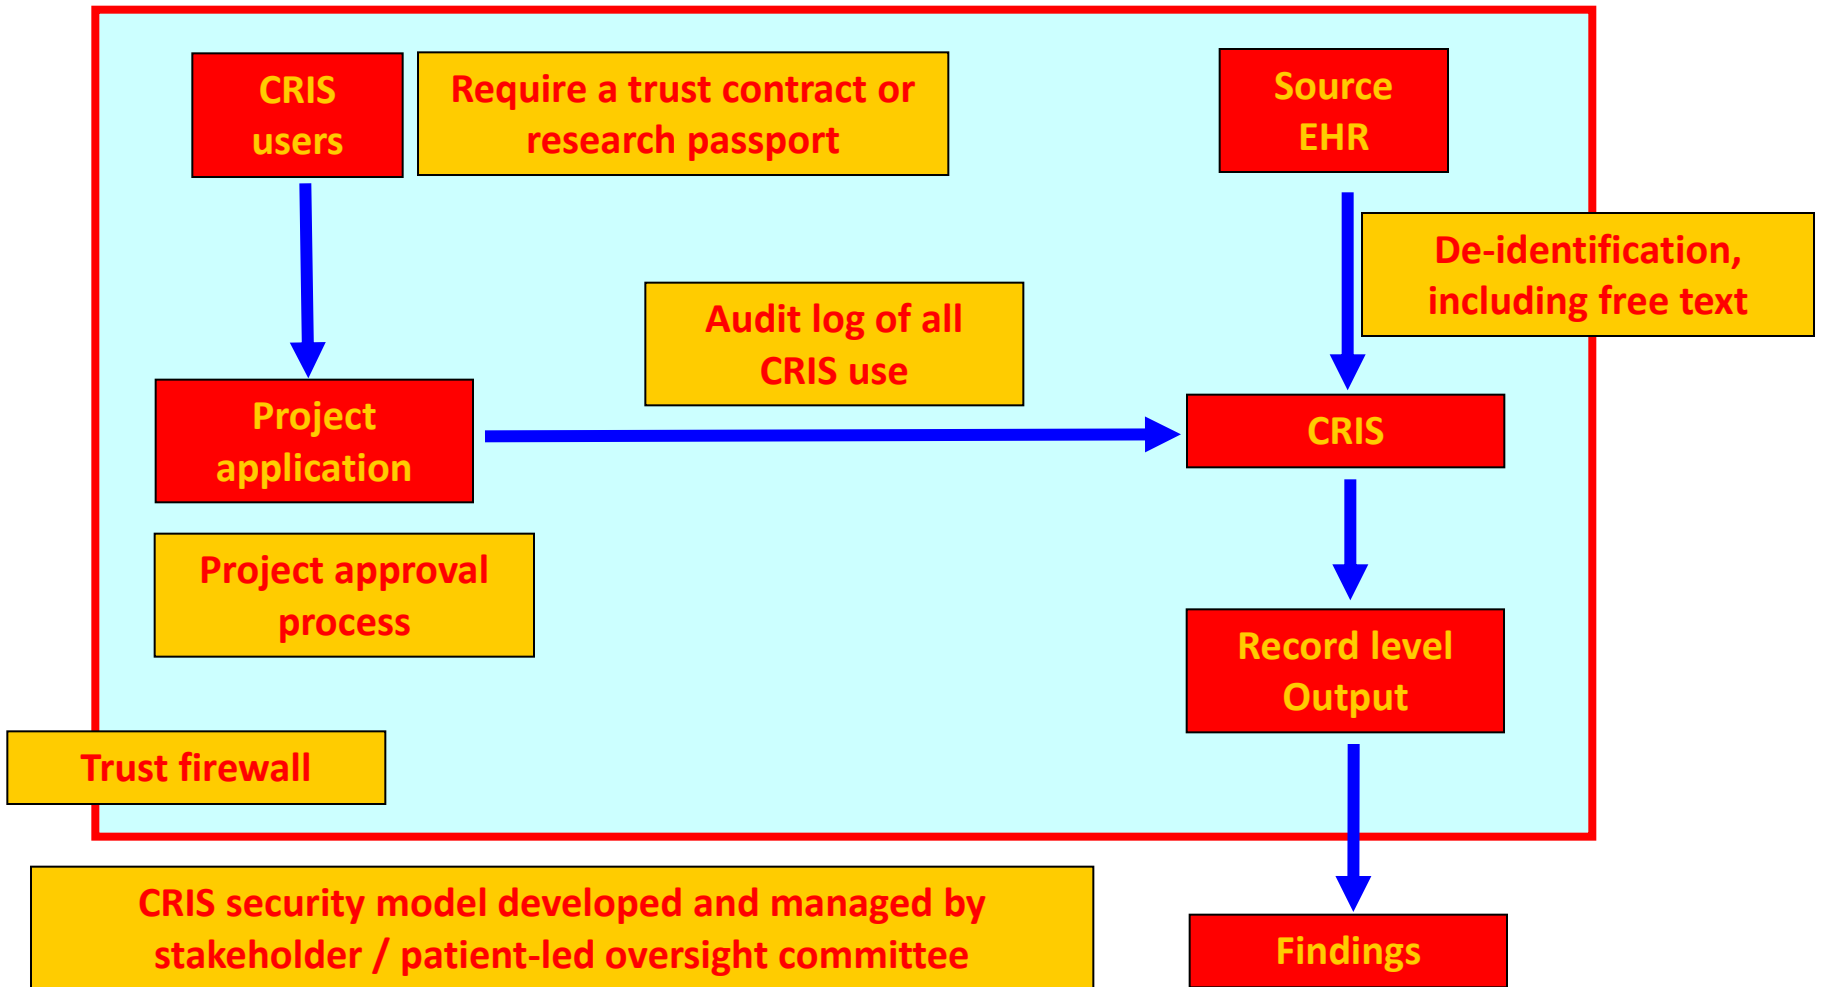 CRIS
users
Require a trust contract or
research passport
Source
EHR
De-identification,
including free text
Audit log of all
CRIS use
Project
application
CRIS
Project approval
process
Record level
Output
Trust firewall
CRIS security model developed and managed by
stakeholder / patient-led oversight committee
Findings